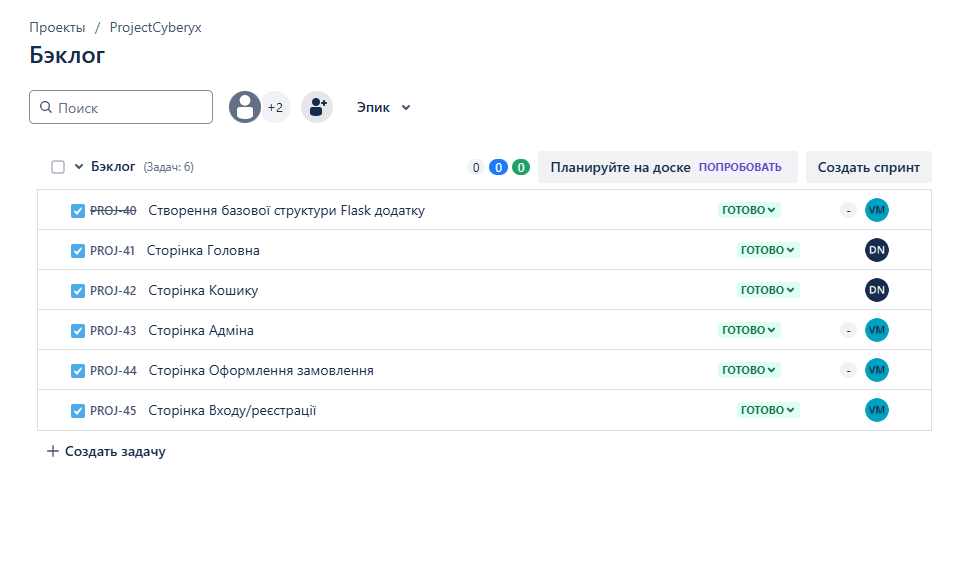 Проекты / ProjectCyberyx
Бэклог
Поиск +2 Эпик
Бэклог (Задач: 6) 0 0 0 Планируйте на доске ПОПРОБОВАТЬ Создать спринт
PROJ-40 Створення базової структури Flask додатку ГОТОВО - VM
PROJ-41 Сторінка Головна ГОТОВО DN
PROJ-42 Сторінка Кошику ГОТОВО DN
PROJ-43 Сторінка Адміна ГОТОВО - VM
PROJ-44 Сторінка Оформлення замовлення ГОТОВО - VM
PROJ-45 Сторінка Входу/реєстрації ГОТОВО VM
+ Создать задачу